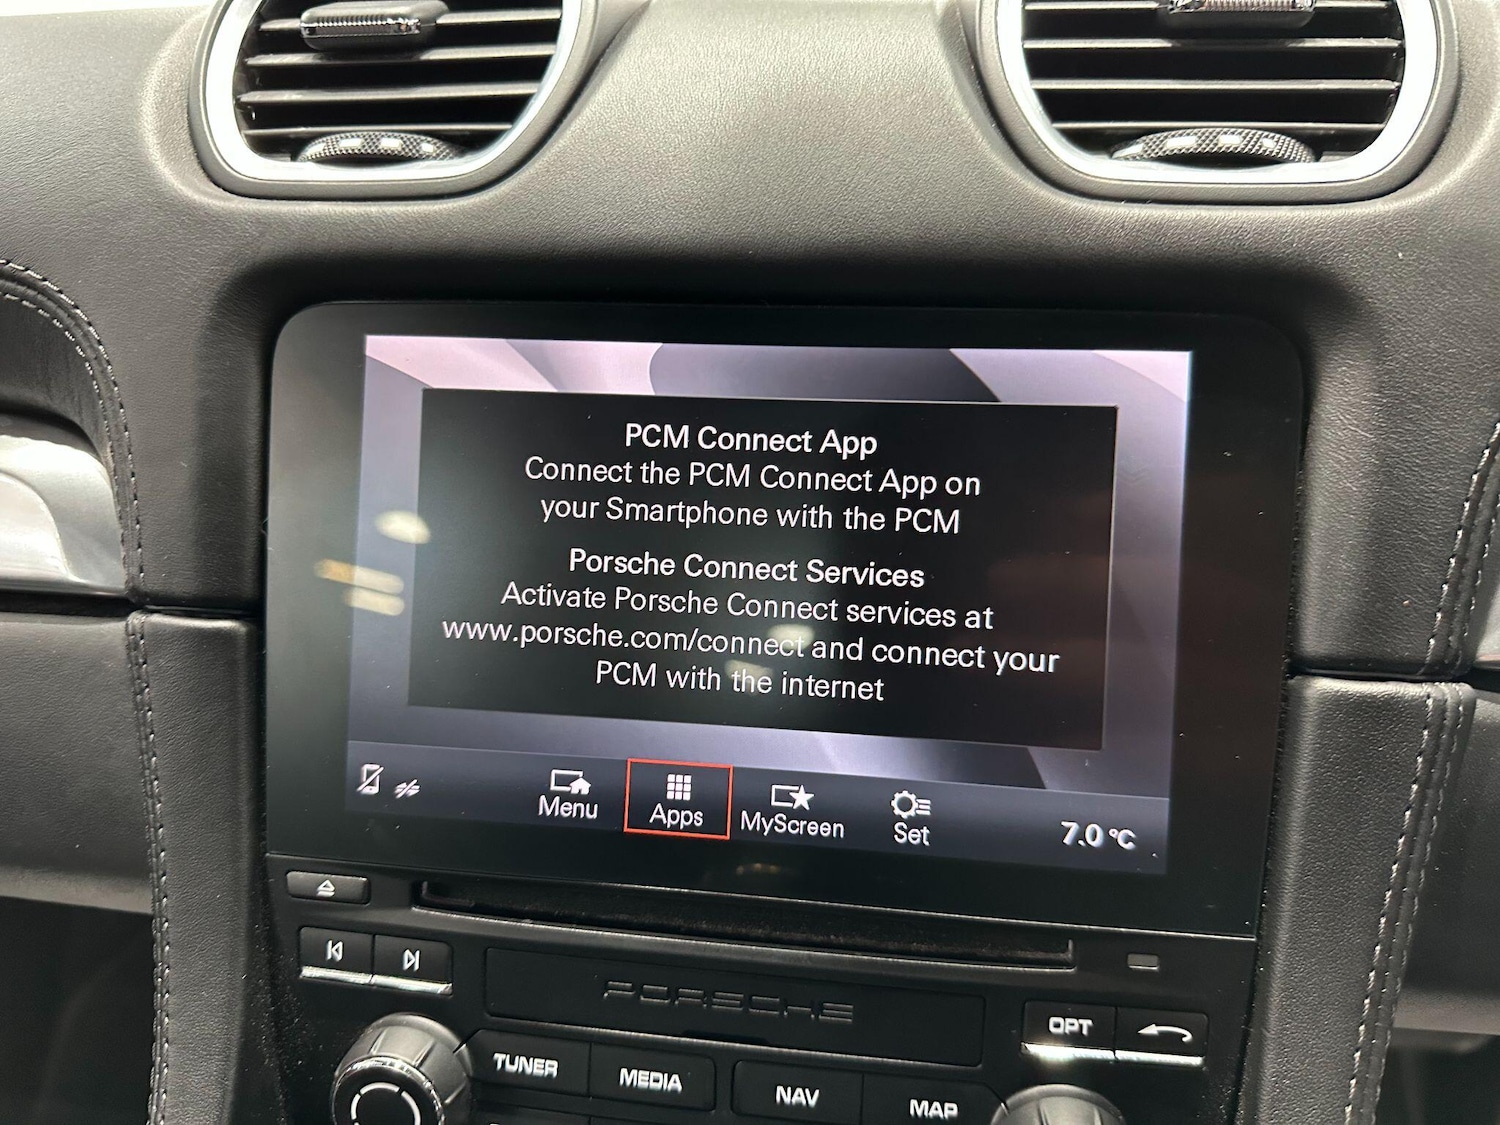 PCM Connect App
Connect the PCM Connect App on
your Smartphone with the PCM
Porsche Connect Services
Activate Porsche Connect services at
www.porsche.com/connect and connect your
PCM with the internet
Menu
Apps
MyScreen
Set
7.0 °C
PORSCHE
OPT
TUNER
MEDIA
NAV
MAP